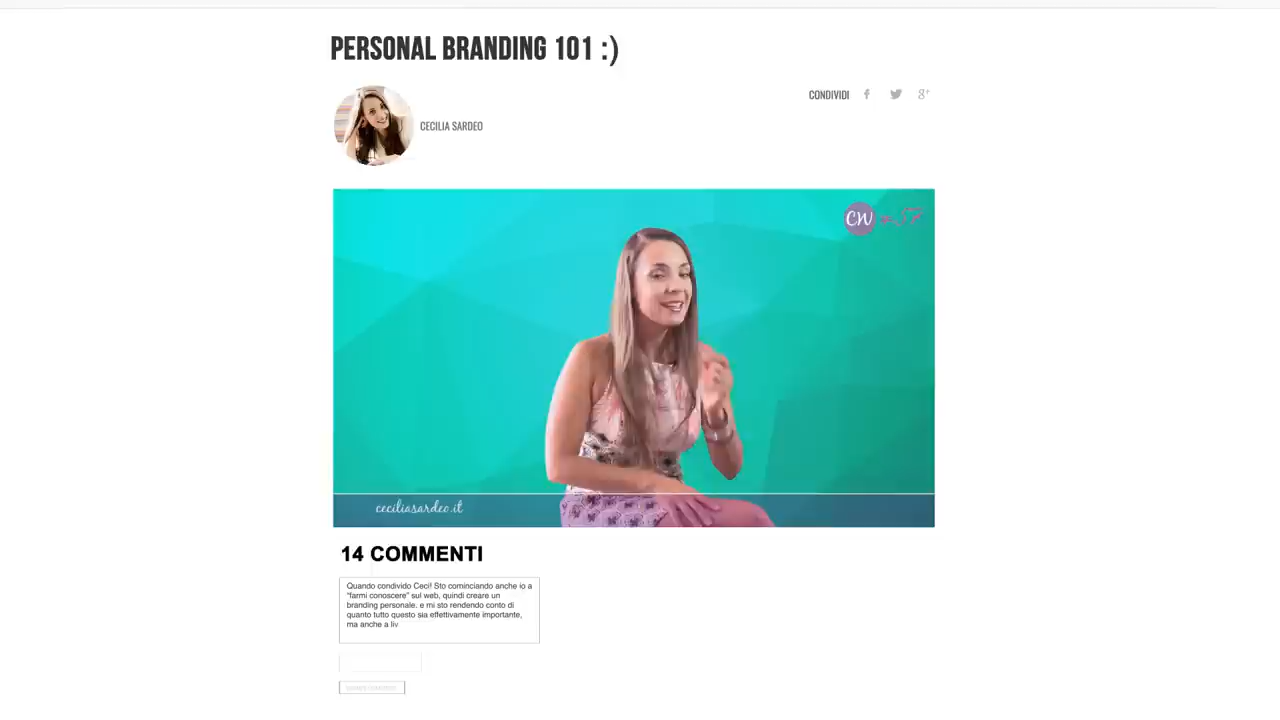 PERSONAL BRANDING 101 :)
CONDIVIDI
CECILIA SARDEO
CW
ceciliasardeo.it
14 COMMENTI
Quando condivido Ceci! Sto cominciando anche io a
"farmi conoscere" sul web, quindi creare un
branding personale. e mi sto rendendo conto di
quanto tutto questo sia effettivamente importante,
ma anche a liv